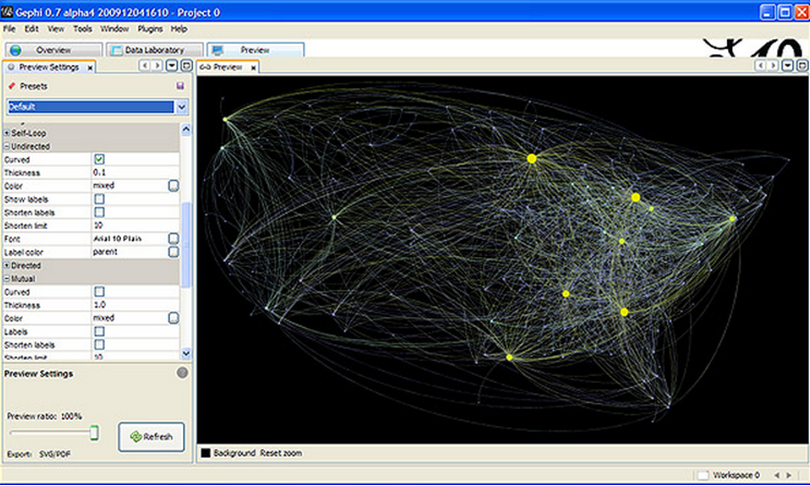 Gephi 0.7 alpha4 200912041610 - Project 0
File Edit View Tools Window Plugins Help
Overview Data Laboratory Preview
Preview Settings
Preview
Presets
Default
Self-Loop
Undirected
Curved
Thickness 0.1
Color mixed
Show labels
Shorten labels
Shorten limit 10
Font Arial 10 Plain
Label color parent
Directed
Mutual
Curved
Thickness 1.0
Color mixed
Labels
Shorten labels
Shorten limit 10
Preview Settings
Preview ratio: 100%
Refresh
Export: SVG/PDF
Background Reset zoom
Workspace 0